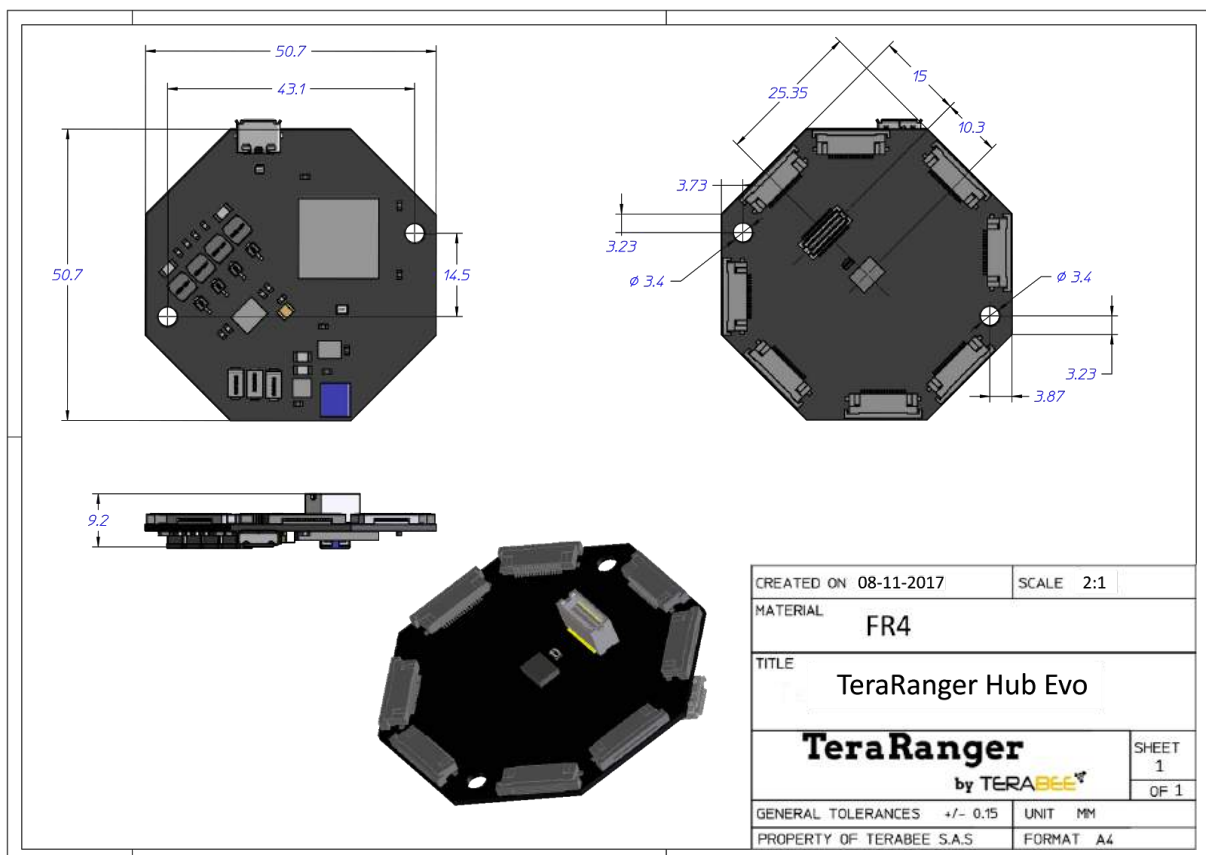 50.7
43.1
50.7
14.5
25.35
15
10.3
3.73
3.23
ϕ 3.4
ϕ 3.4
3.23
3.87
9.2
CREATED ON 08-11-2017
SCALE 2:1
MATERIAL
FR4
TITLE
TeraRanger Hub Evo
TeraRanger
by TERABEE
SHEET
1
OF 1
GENERAL TOLERANCES +/- 0.15
UNIT MM
PROPERTY OF TERABEE S.A.S
FORMAT A4